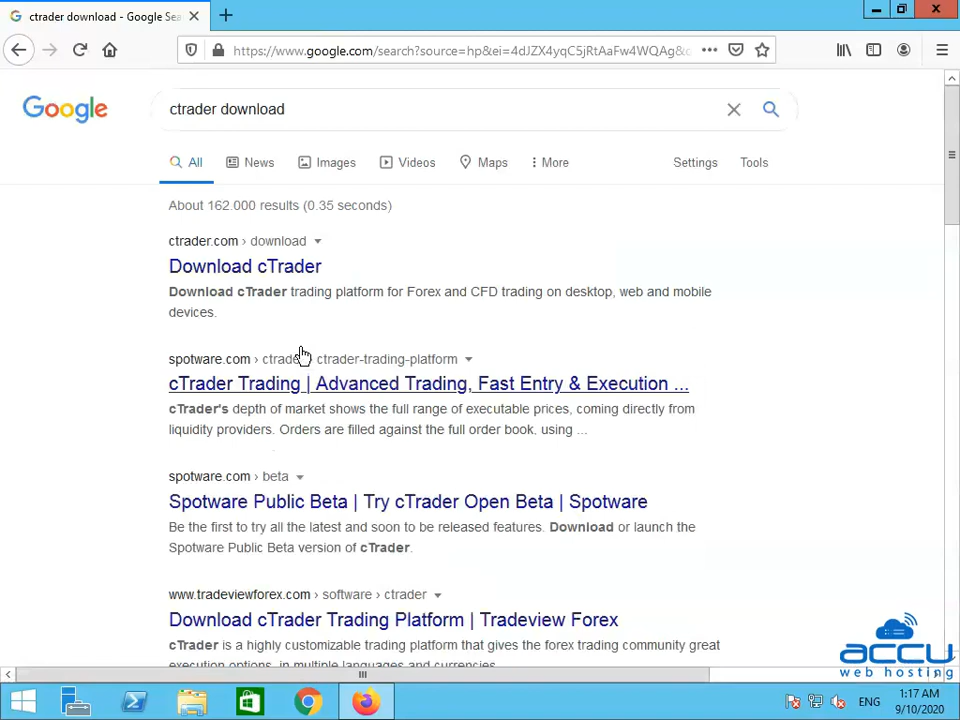 ctrader download - Google Sea
https://www.google.com/search?source=hp&ei=4dJZX4yqC5jRtAaFw4WQAg&
Google
ctrader download
All
News
Images
Videos
Maps
More
Settings
Tools
About 162.000 results (0.35 seconds)
ctrader.com › download
Download cTrader
Download cTrader trading platform for Forex and CFD trading on desktop, web and mobile
devices.
spotware.com › ctrader ctrader-trading-platform
cTrader Trading | Advanced Trading, Fast Entry & Execution ...
cTrader's depth of market shows the full range of executable prices, coming directly from
liquidity providers. Orders are filled against the full order book, using ...
spotware.com › beta
Spotware Public Beta | Try cTrader Open Beta | Spotware
Be the first to try all the latest and soon to be released features. Download or launch the
Spotware Public Beta version of cTrader.
www.tradeviewforex.com › software › ctrader
Download cTrader Trading Platform | Tradeview Forex
cTrader is a highly customizable trading platform that gives the forex trading community great
execution options, in multiple languages and currencies.
accu
web hosting
ENG
1:17 AM
9/10/2020